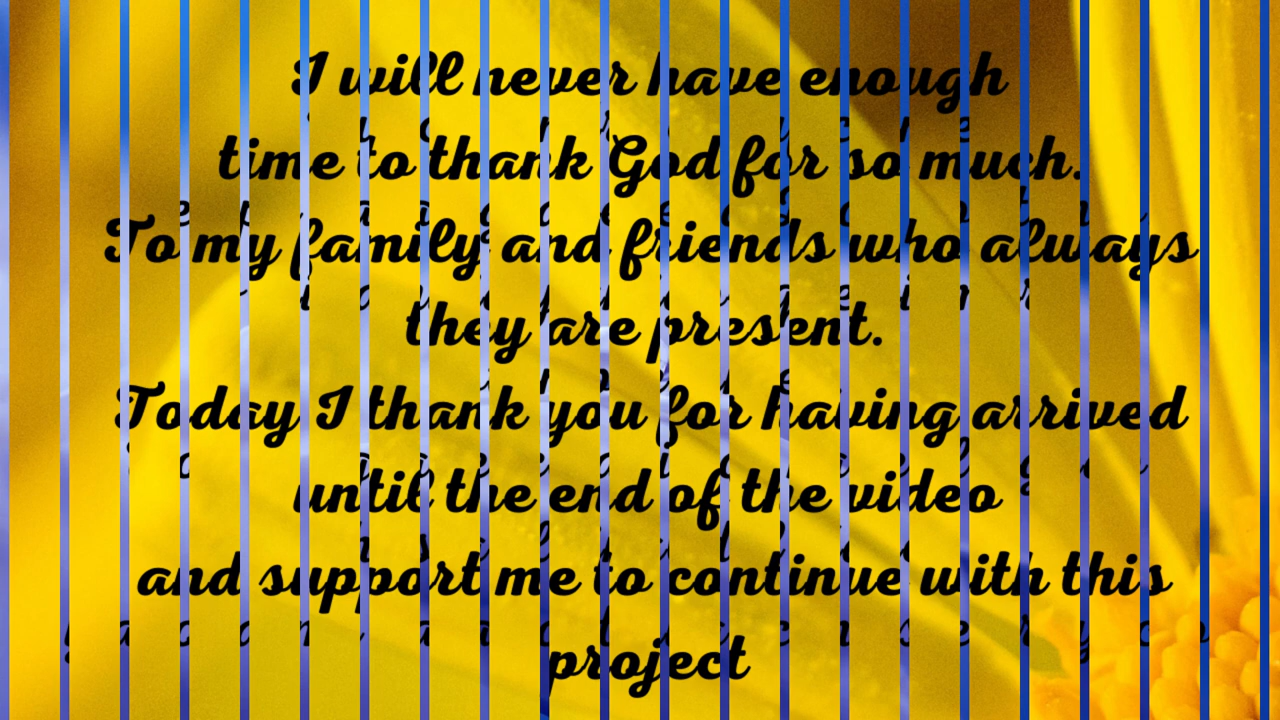 I will never have enough
time to thank God for so much.
To my family and friends who always
they are present.
Today I thank you for having arrived
until the end of the video
and support me to continue with this
project